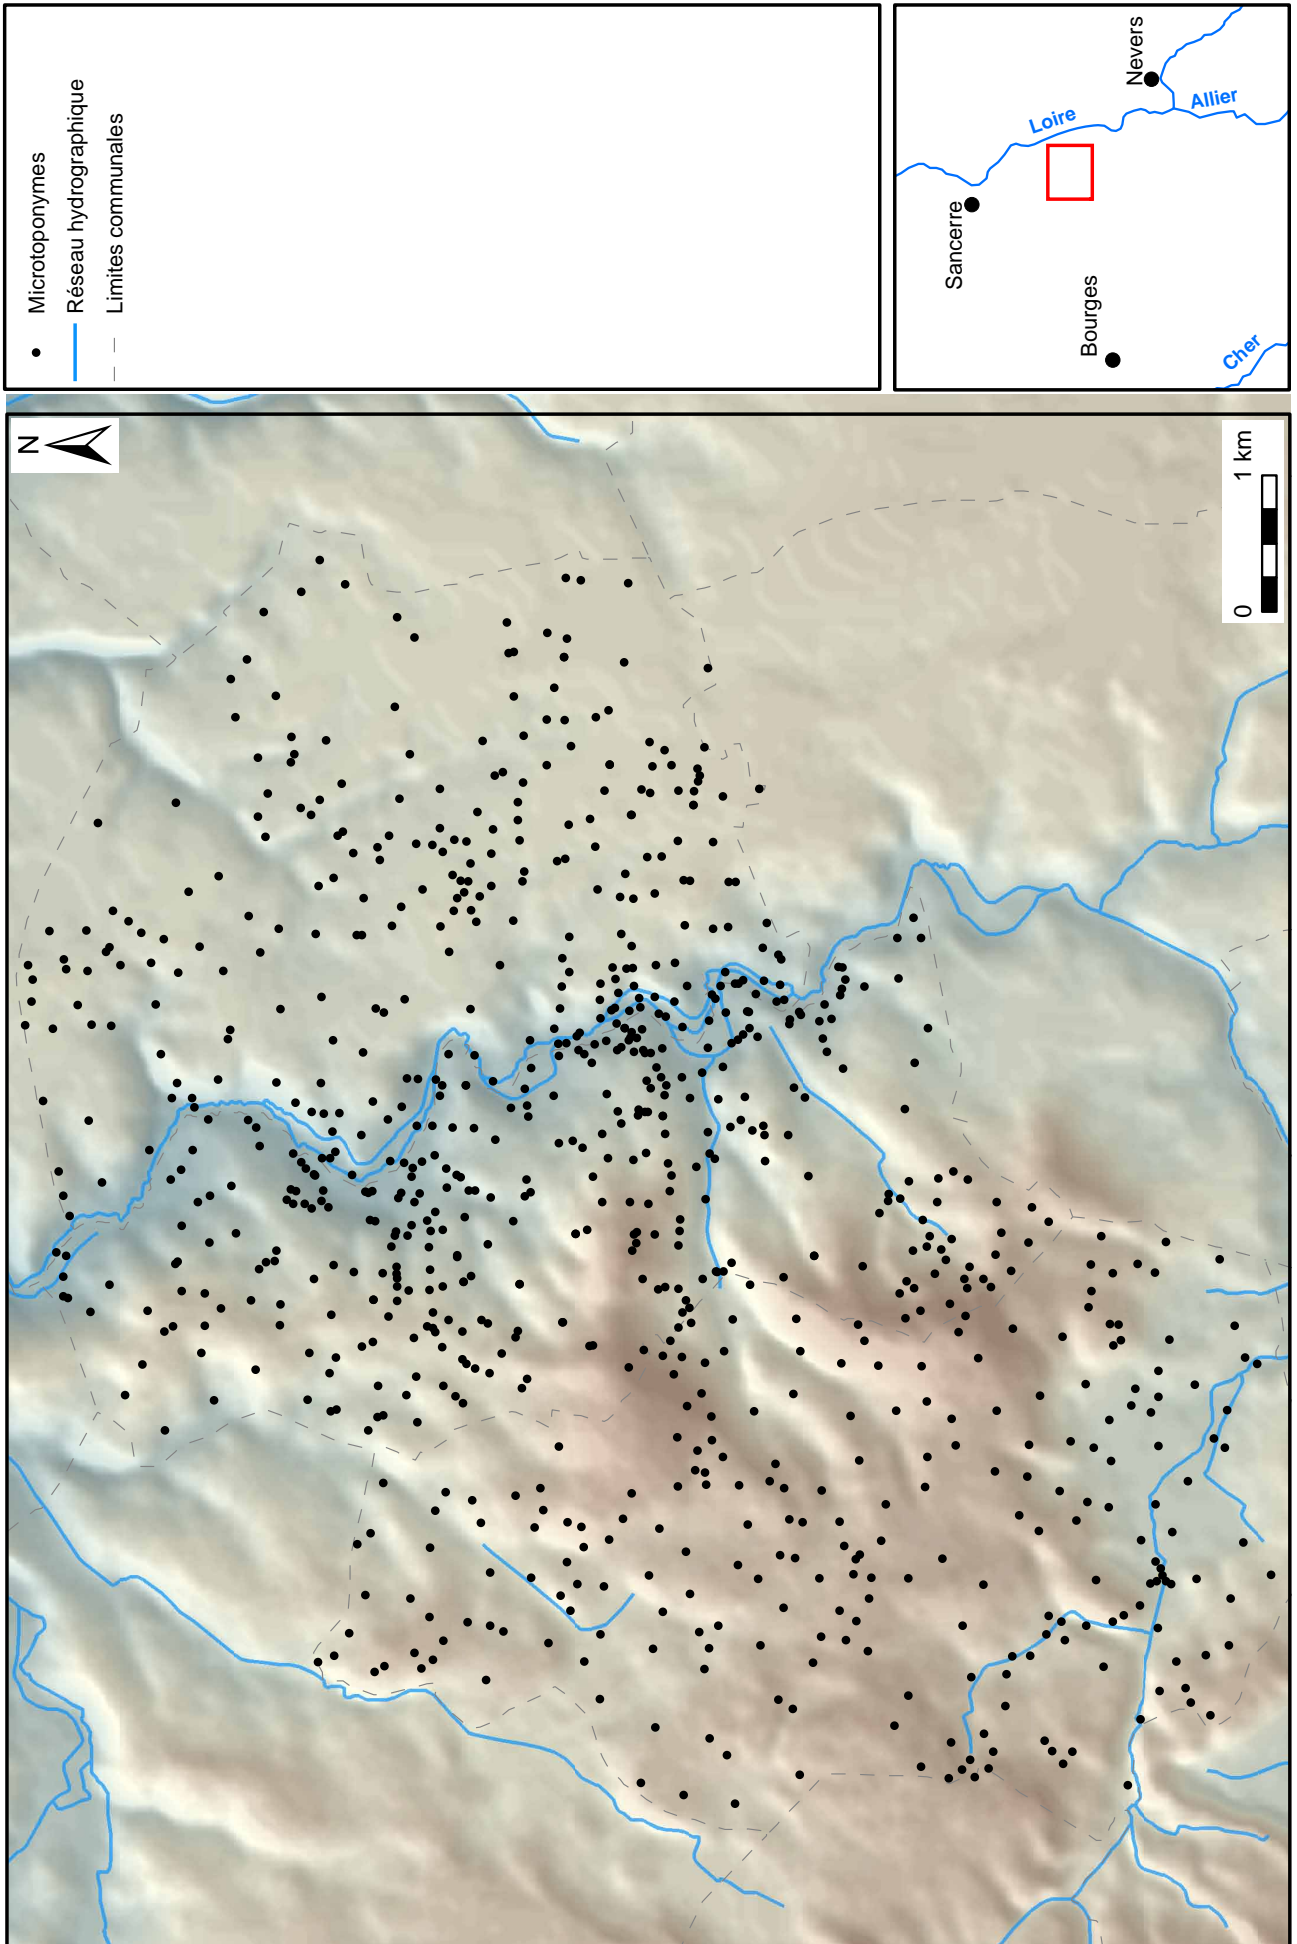 Microtoponymes
Réseau hydrographique
Limites communales
Nevers
Allier
Loire
Sancerre
Bourges
Cher
N
0 1 km